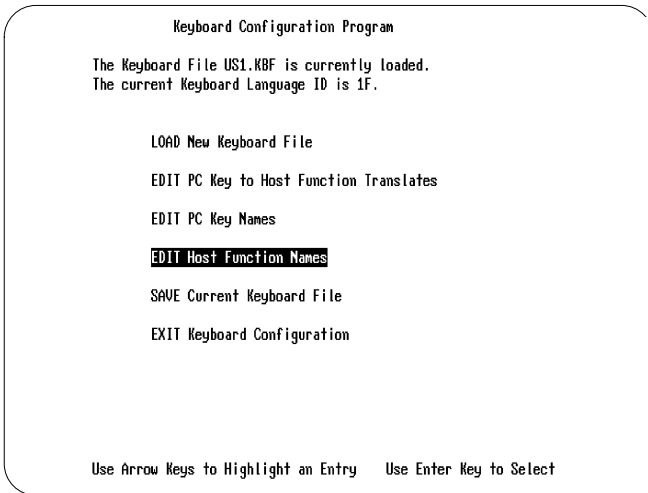 Keyboard Configuration Program
The Keyboard File US1.KBF is currently loaded.
The current Keyboard Language ID is 1F.
LOAD New Keyboard File
EDIT PC Key to Host Function Translates
EDIT PC Key Names
EDIT Host Function Names
SAVE Current Keyboard File
EXIT Keyboard Configuration
Use Arrow Keys to Highlight an Entry Use Enter Key to Select